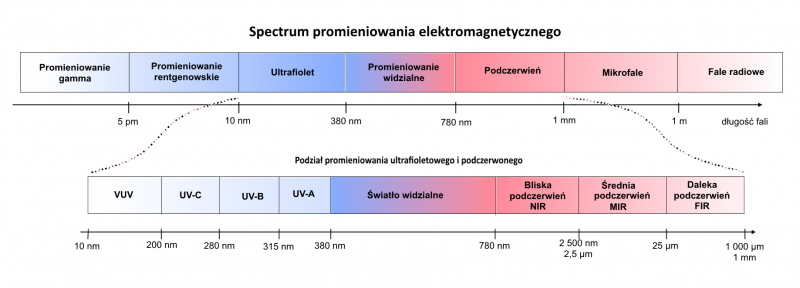 Spectrum promieniowania elektromagnetycznego
Promieniowanie
gamma
Promieniowanie
rentgenowskie
Ultrafiolet
Promieniowanie
widzialne
Podczerwień
Mikrofale
Fale radiowe
5 pm
10 nm
380 nm
780 nm
1 mm
1 m
długość fali
Podział promieniowania ultrafioletowego i podczerwonego
VUV
UV-C
UV-B
UV-A
Światło widzialne
Bliska
podczerwień
NIR
Średnia
podczerwień
MIR
Daleka
podczerwień
FIR
10 nm
200 nm
280 nm
315 nm
380 nm
780 nm
2 500 nm
2,5 µm
25 µm
1 000 µm
1 mm